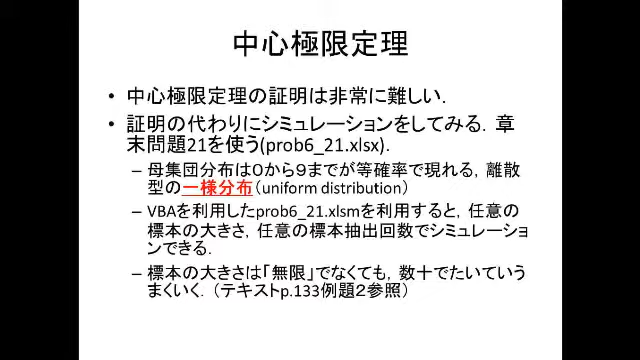 中心極限定理
• 中心極限定理の証明は非常に難しい.
• 証明の代わりにシミュレーションをしてみる. 章
末問題21を使う(prob6_21.xlsx).
– 母集団分布は0から9までが等確率で現れる, 離散
型の一様分布(uniform distribution)
– VBAを利用したprob6_21.xlsmを利用すると, 任意の
標本の大きさ, 任意の標本抽出回数でシミュレーショ
ンできる.
– 標本の大きさは「無限」でなくても, 数十でたいていう
まくいく. (テキストp.133例題2参照)